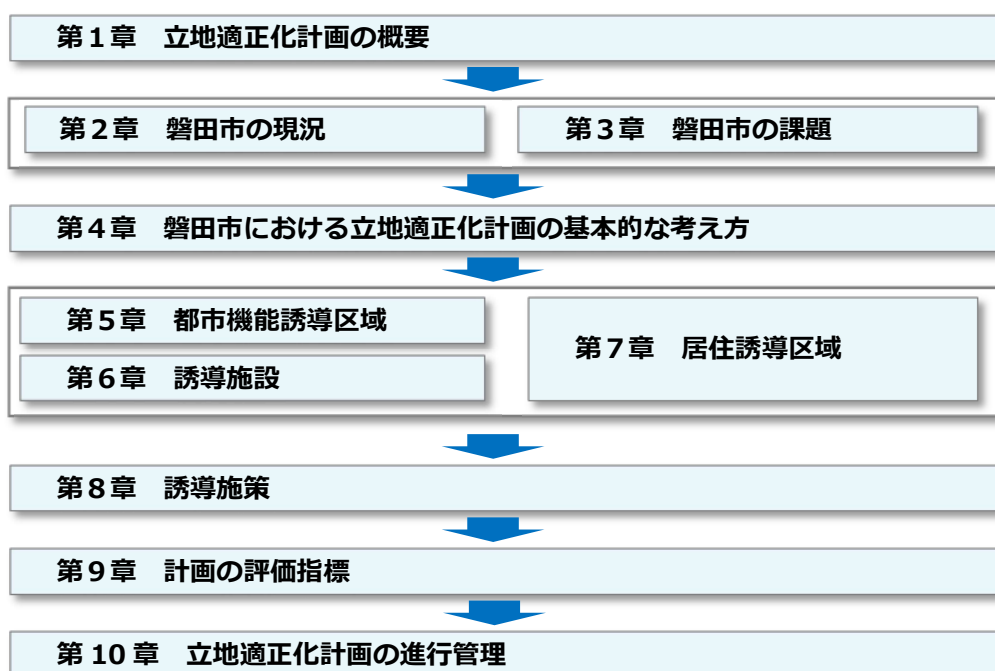 第１章　立地適正化計画の概要
第２章　磐田市の現況
第３章　磐田市の課題
第４章　磐田市における立地適正化計画の基本的な考え方
第５章　都市機能誘導区域
第６章　誘導施設
第７章　居住誘導区域
第８章　誘導施策
第９章　計画の評価指標
第 10 章　立地適正化計画の進行管理